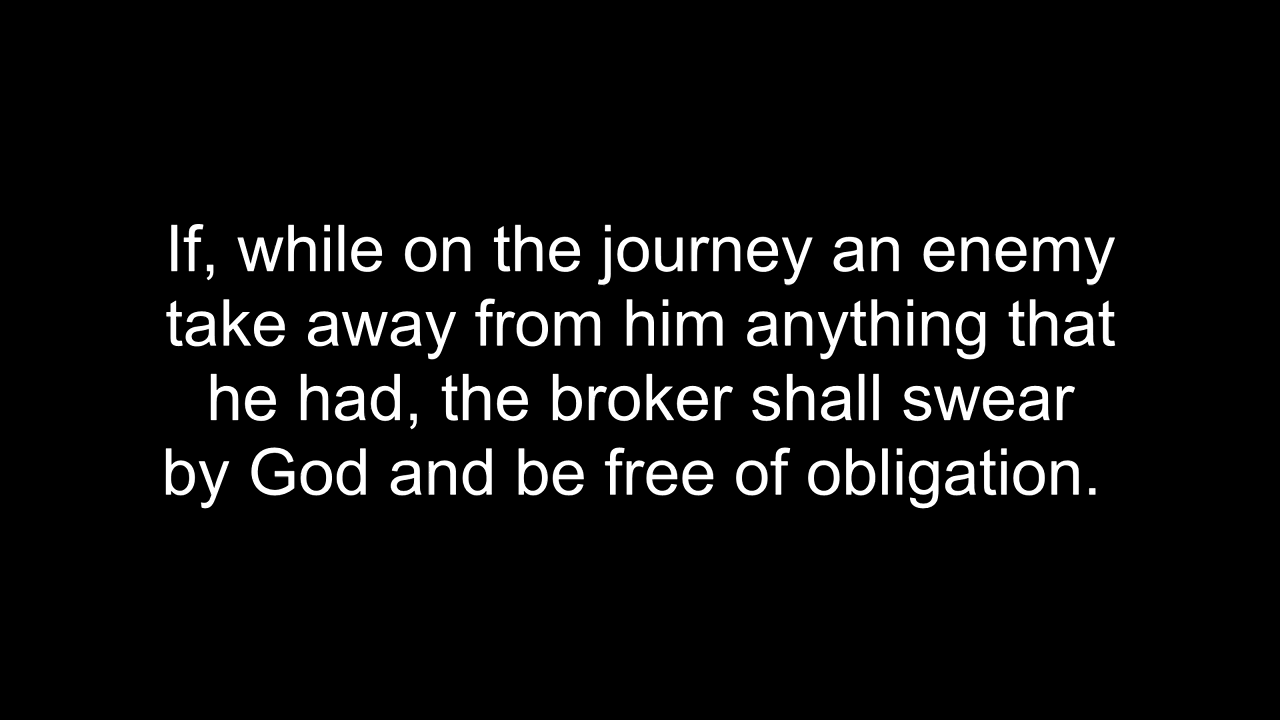 If, while on the journey an enemy
take away from him anything that
he had, the broker shall swear
by God and be free of obligation.